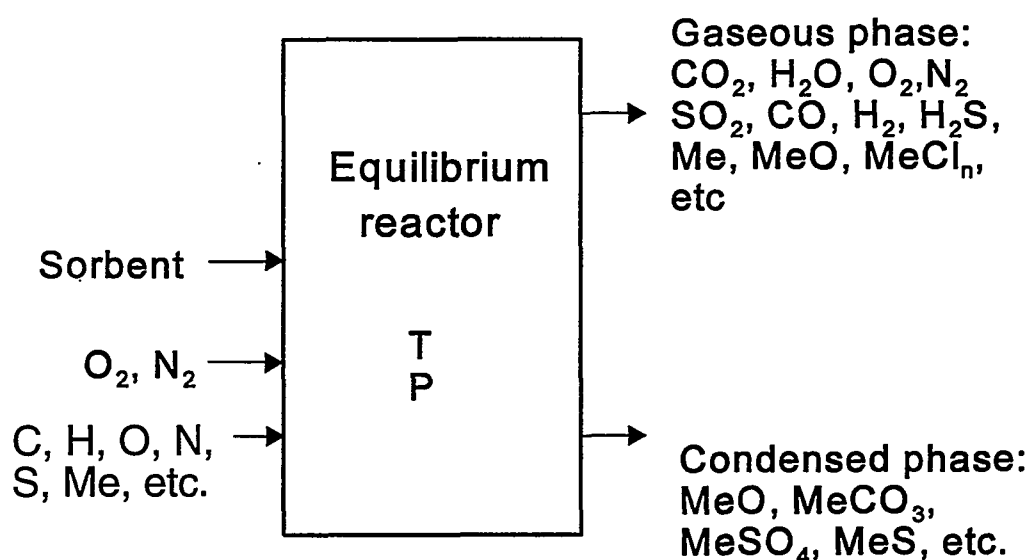 Gaseous phase:
CO₂, H₂O, O₂,N₂
SO₂, CO, H₂, H₂S,
Me, MeO, MeClₙ,
etc
Equilibrium
reactor
Sorbent
T
P
O₂, N₂
C, H, O, N,
S, Me, etc.
Condensed phase:
MeO, MeCO₃,
MeSO₄, MeS, etc.